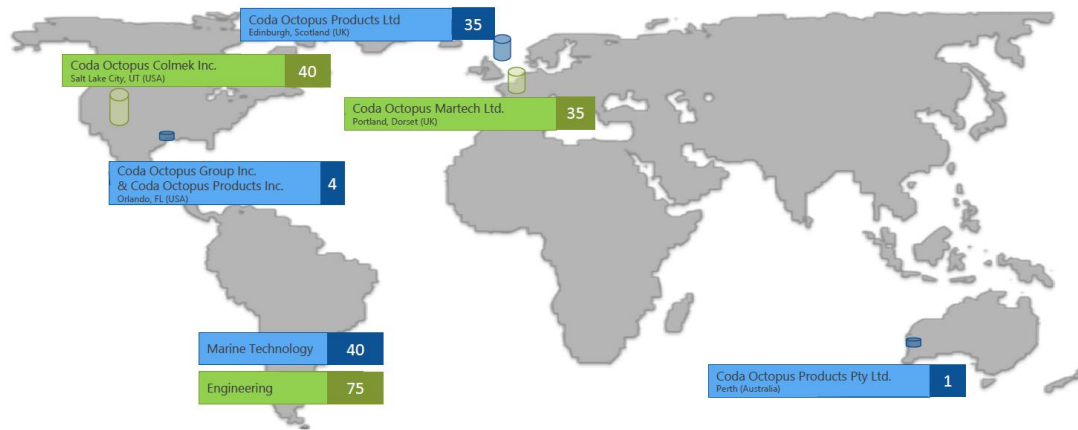 Coda Octopus Products Ltd
Edinburgh, Scotland (UK)
35
Coda Octopus Colmek Inc.
Salt Lake City, UT (USA)
40
Coda Octopus Martech Ltd.
Portland, Dorset (UK)
35
Coda Octopus Group Inc.
& Coda Octopus Products Inc.
Orlando, FL (USA)
4
Marine Technology
40
Engineering
75
Coda Octopus Products Pty Ltd.
Perth (Australia)
1